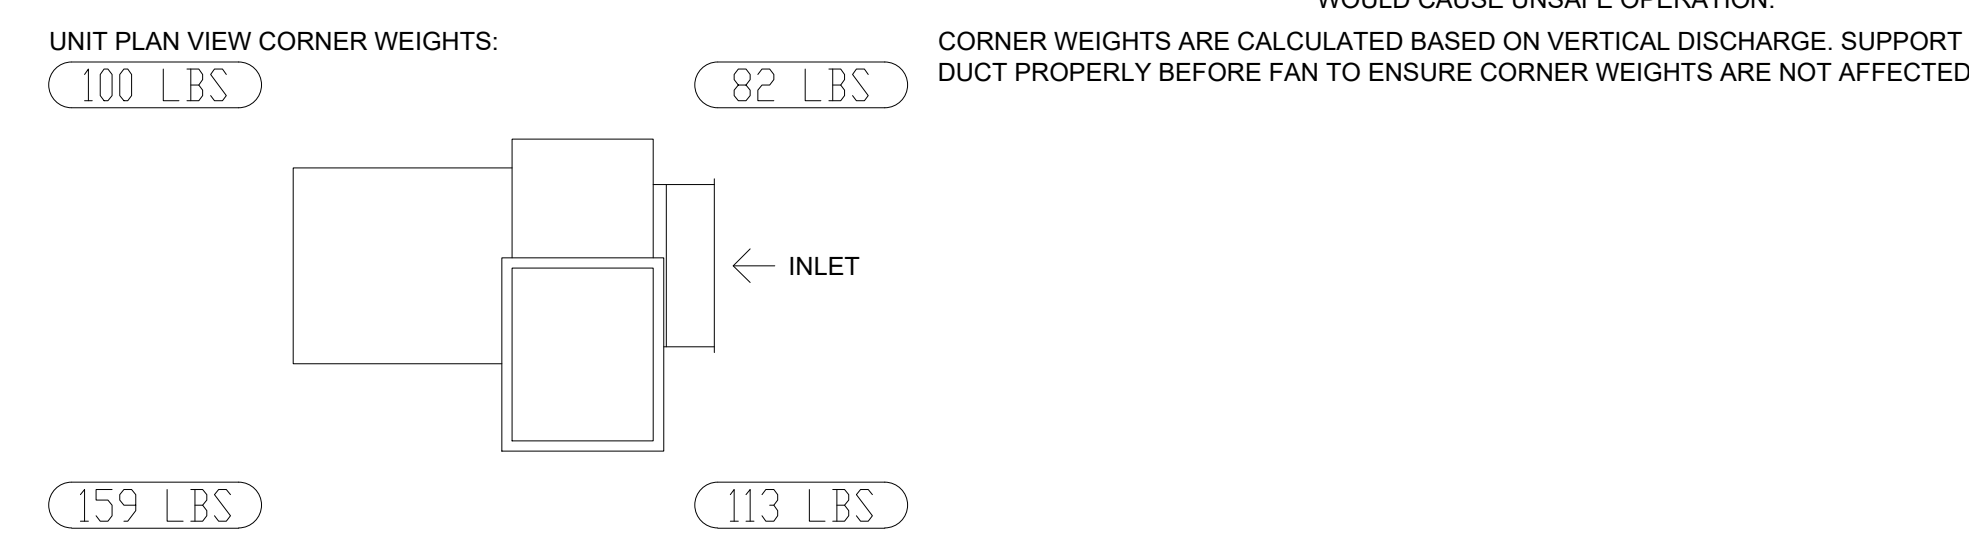 WOULD CAUSE UNSAFE OPERATION.
UNIT PLAN VIEW CORNER WEIGHTS:
100 LBS
82 LBS
CORNER WEIGHTS ARE CALCULATED BASED ON VERTICAL DISCHARGE. SUPPORT
DUCT PROPERLY BEFORE FAN TO ENSURE CORNER WEIGHTS ARE NOT AFFECTED
INLET
159 LBS
113 LBS